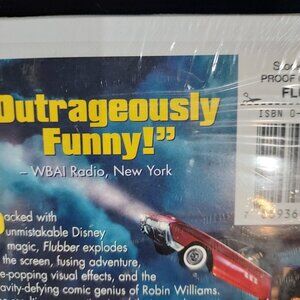 Outrageously
Funny!"
– WBAI Radio, New York
acked with
unmistakable Disney
magic, Flubber explodes
the screen, fusing adventure,
e-popping visual effects, and the
avity-defying comic genius of Robin Williams.
PROOF
ISBN 0-